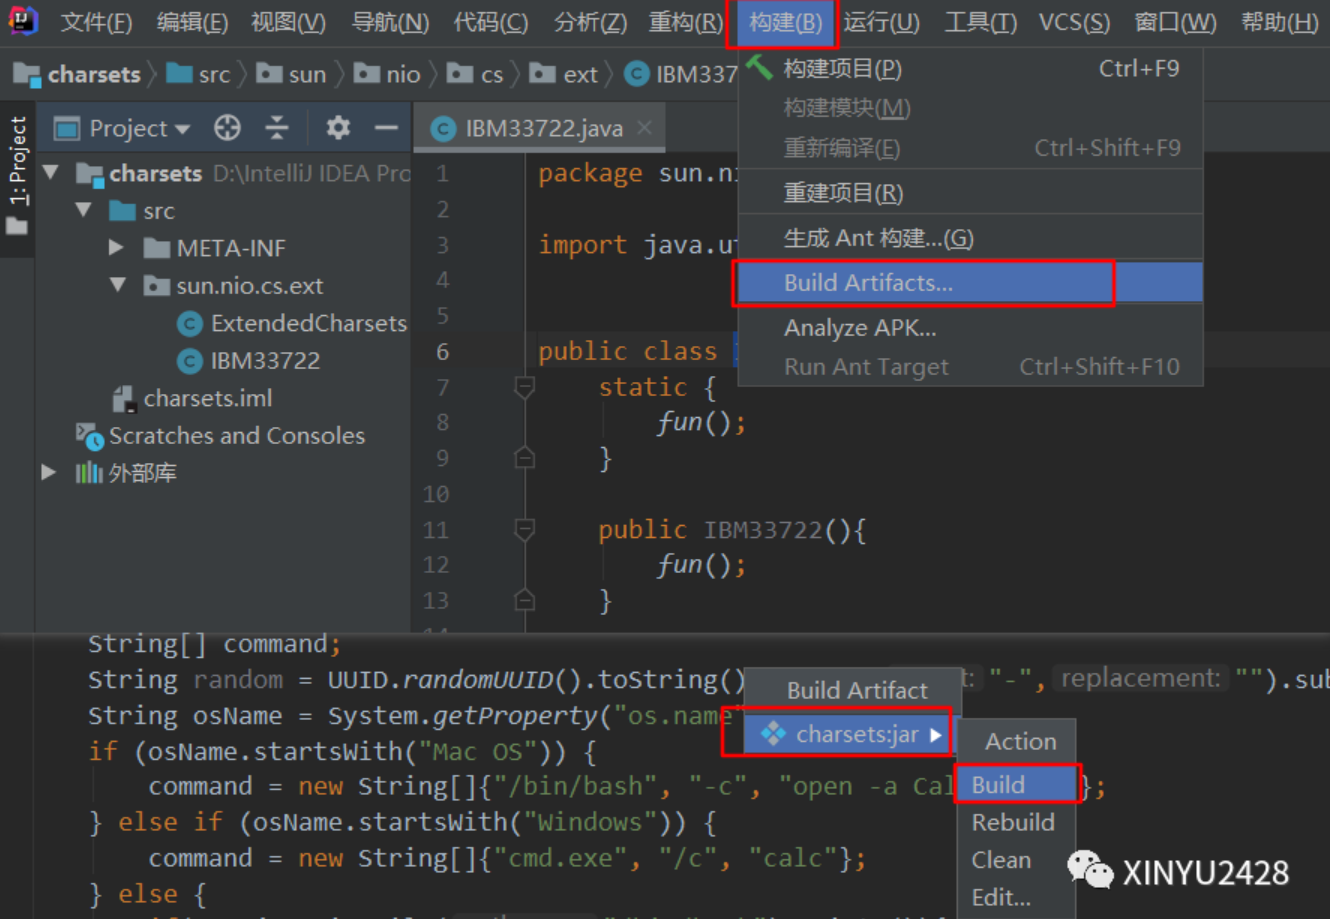 文件(F) 编辑(E) 视图(V) 导航(N) 代码(C) 分析(Z) 重构(R) 构建(B) 运行(U) 工具(T) VCS(S) 窗口(W) 帮助(H)
charsets src sun nio cs ext IBM337
构建项目(P) Ctrl+F9
构建模块(M)
重新编译(E) Ctrl+Shift+F9
重建项目(R)
生成 Ant 构建...(G)
Build Artifacts...
Analyze APK...
Run Ant Target Ctrl+Shift+F10
1: Project
Project
charsets D:\IntelliJ IDEA Pro
src
META-INF
sun.nio.cs.ext
ExtendedCharsets
IBM33722
charsets.iml
Scratches and Consoles
外部库
IBM33722.java
1 package sun.ni
2
3 import java.ut
4
5
6 public class
7 static {
8 fun();
9 }
10
11 public IBM33722(){
12 fun();
13 }
String[] command;
String random = UUID.randomUUID().toString() t: "-", replacement: "").sub
String osName = System.getProperty("os.name"
if (osName.startsWith("Mac OS")) {
command = new String[]{"/bin/bash", "-c", "open -a Cal };
} else if (osName.startsWith("Windows")) {
command = new String[]{"cmd.exe", "/c", "calc"};
} else {
Build Artifact
charsets:jar
Action
Build
Rebuild
Clean
Edit...
XINYU2428